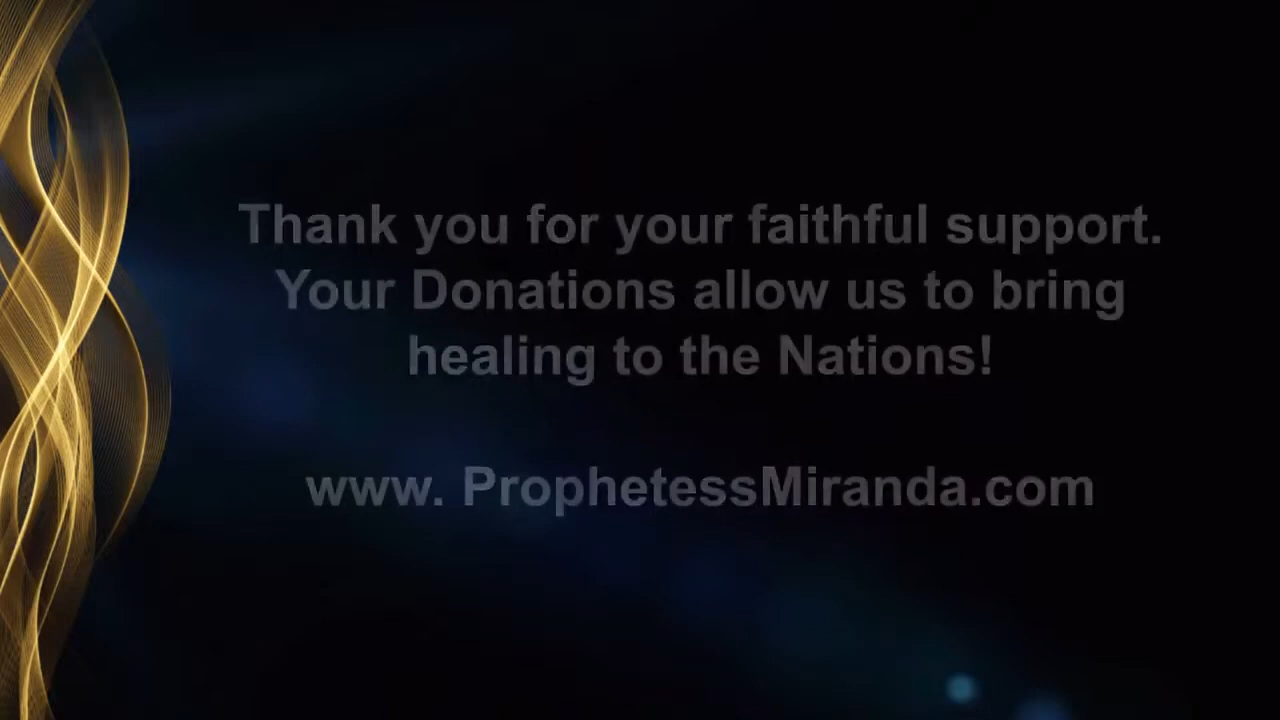 Thank you for your faithful support.
Your Donations allow us to bring
healing to the Nations!
www. ProphetessMiranda.com